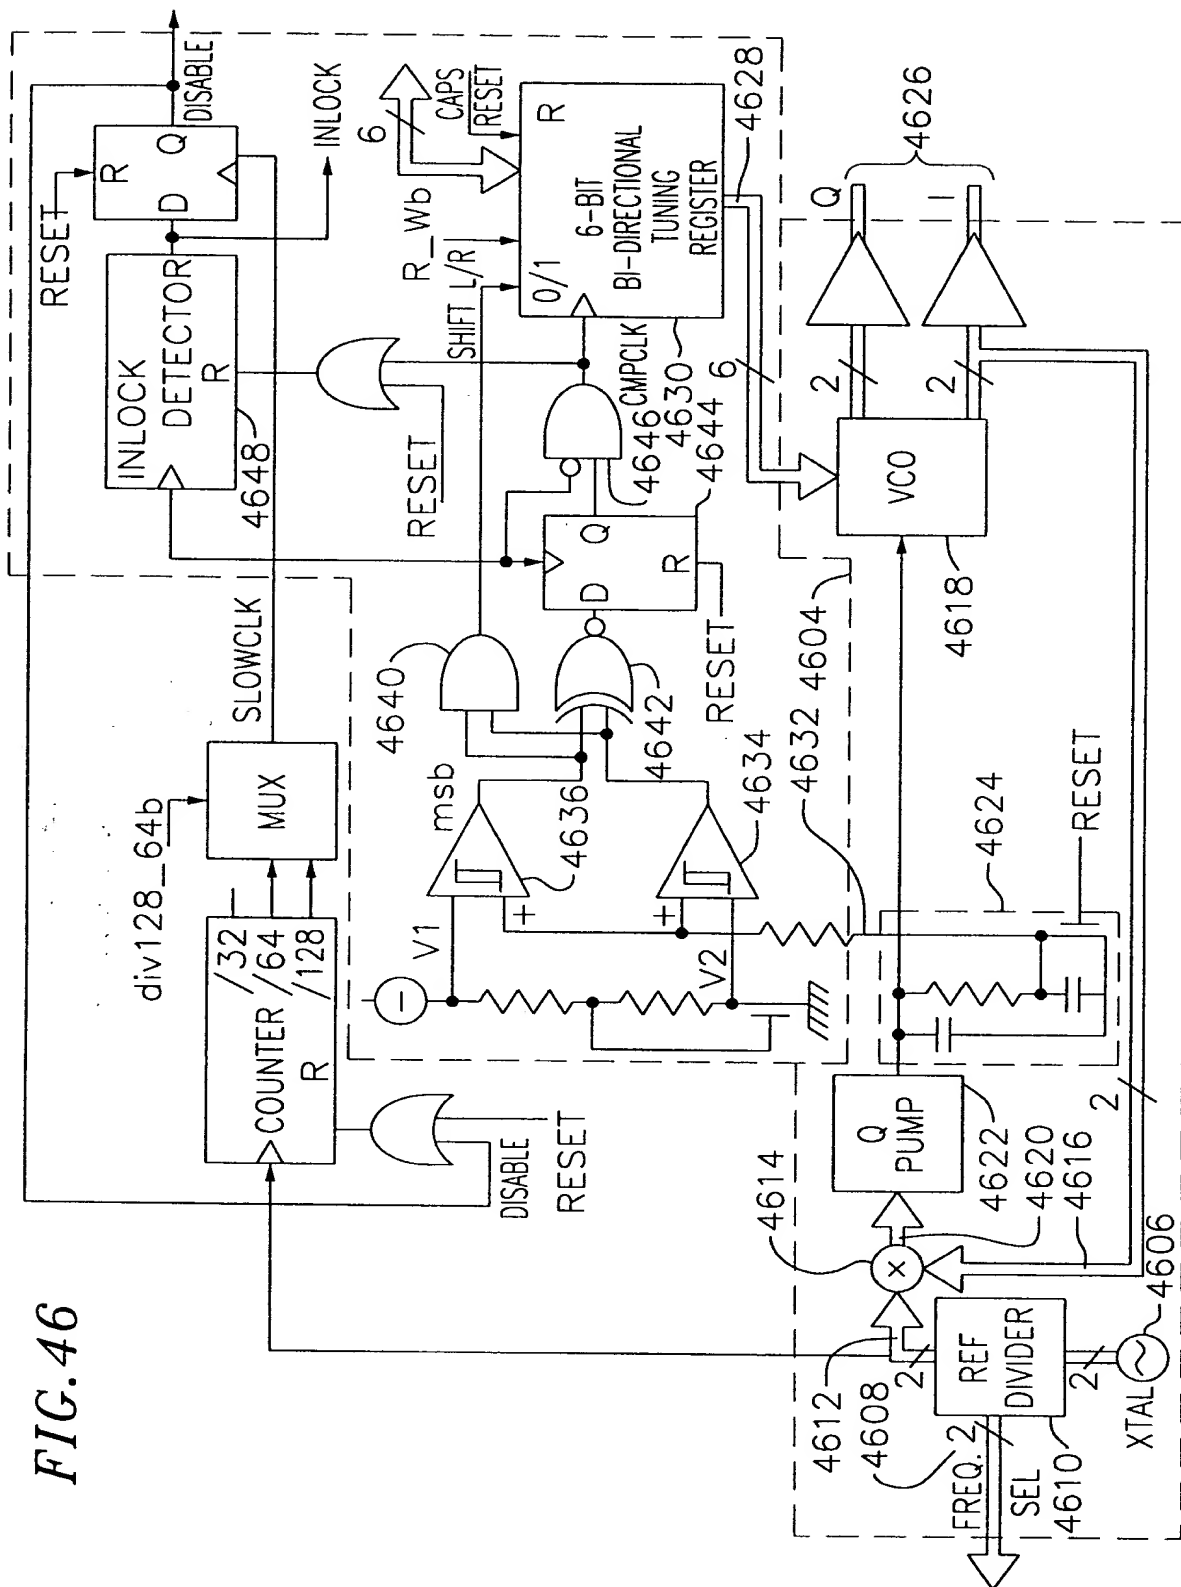 FIG. 46
RESET
R
D
Q
DISABLE
INLOCK
DETECTOR
R
4648
INLOCK
RESET
SLOWCLK
div128_64b
MUX
/32
/64
/128
COUNTER
R
DISABLE
RESET
6
CAPS
RESET
R_Wb
SHIFT L/R
0/1
R
6-BIT
BI-DIRECTIONAL
TUNING
REGISTER
4628
CMPCLK
4630
4646
4644
6
D
Q
R
RESET
4640
4642
msb
4636
4634
V1
+
+
V2
4632
4604
4626
Q
I
2
2
VCO
4618
4624
RESET
Q
PUMP
4622
4620
4616
4614
X
2
4612
4608
2
REF
DIVIDER
2
FREQ.
SEL
4610
2
XTAL
4606